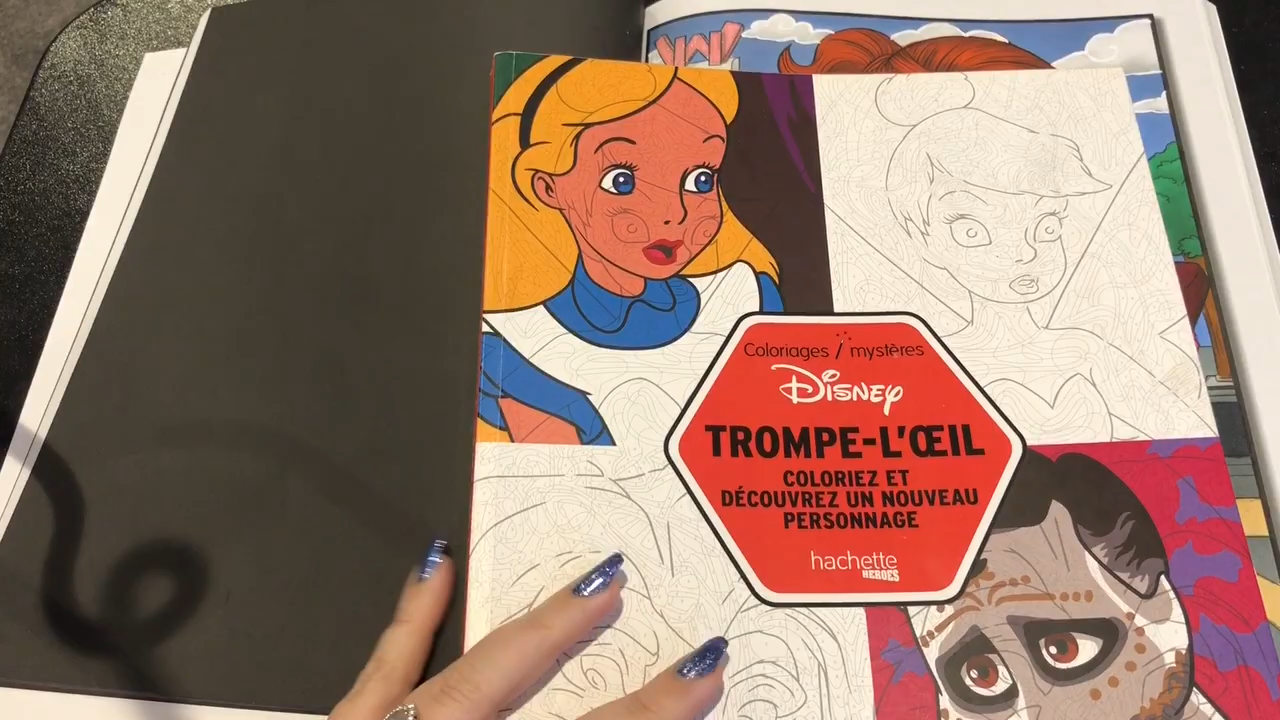 Coloriages mystères
Disney
TROMPE-L'ŒIL
COLORIEZ ET
DÉCOUVREZ UN NOUVEAU
PERSONNAGE
hachette
HEROES